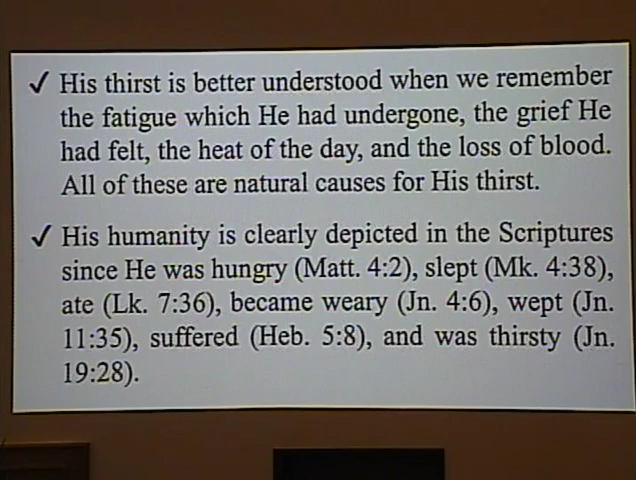 ✓ His thirst is better understood when we remember
the fatigue which He had undergone, the grief He
had felt, the heat of the day, and the loss of blood.
All of these are natural causes for His thirst.
✓ His humanity is clearly depicted in the Scriptures
since He was hungry (Matt. 4:2), slept (Mk. 4:38),
ate (Lk. 7:36), became weary (Jn. 4:6), wept (Jn.
11:35), suffered (Heb. 5:8), and was thirsty (Jn.
19:28).